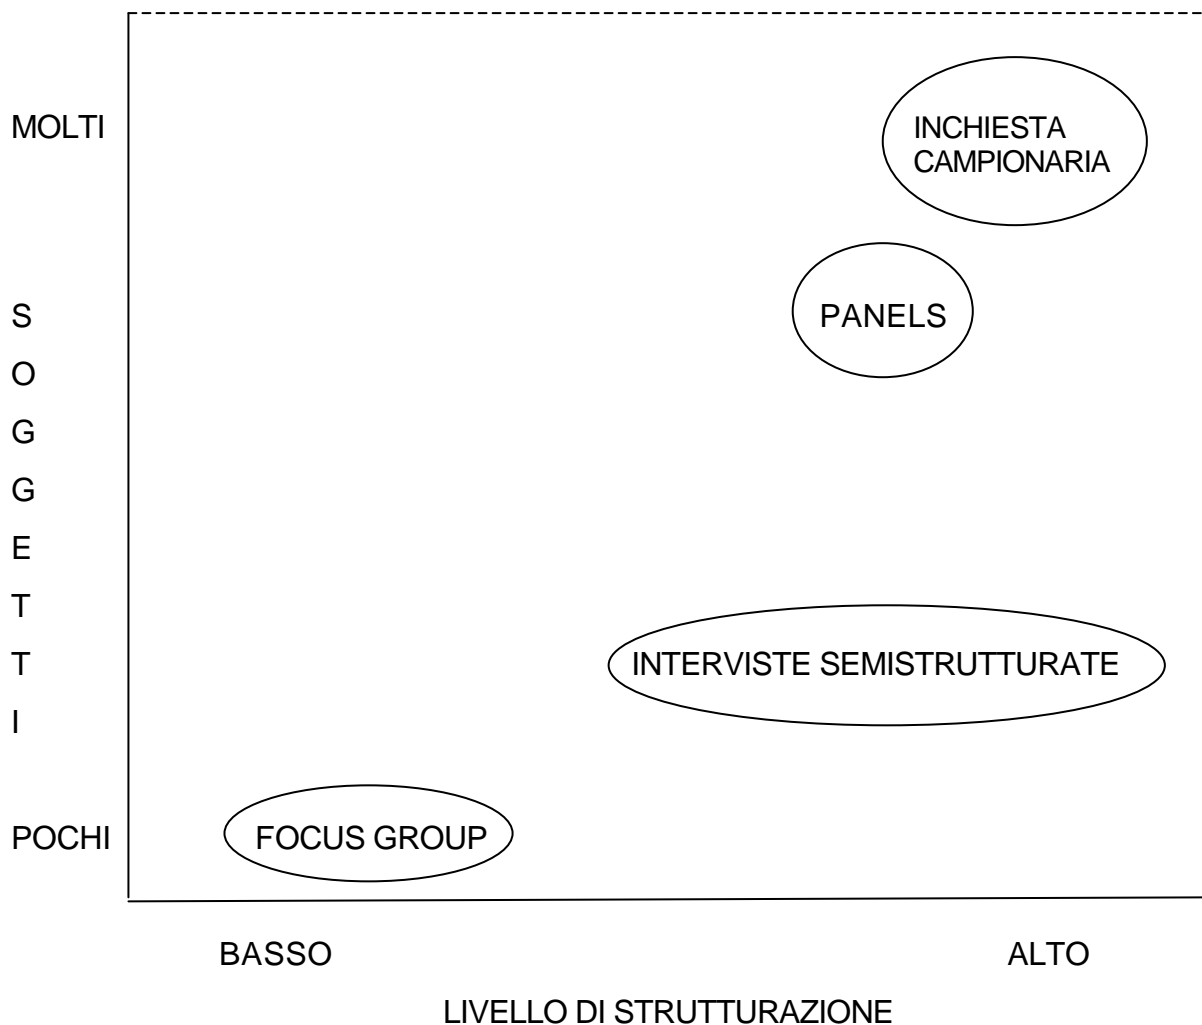 MOLTI
INCHIESTA
CAMPIONARIA
S
O
G
G
E
T
T
I
PANELS
INTERVISTE SEMISTRUTTURATE
POCHI
FOCUS GROUP
BASSO
ALTO
LIVELLO DI STRUTTURAZIONE